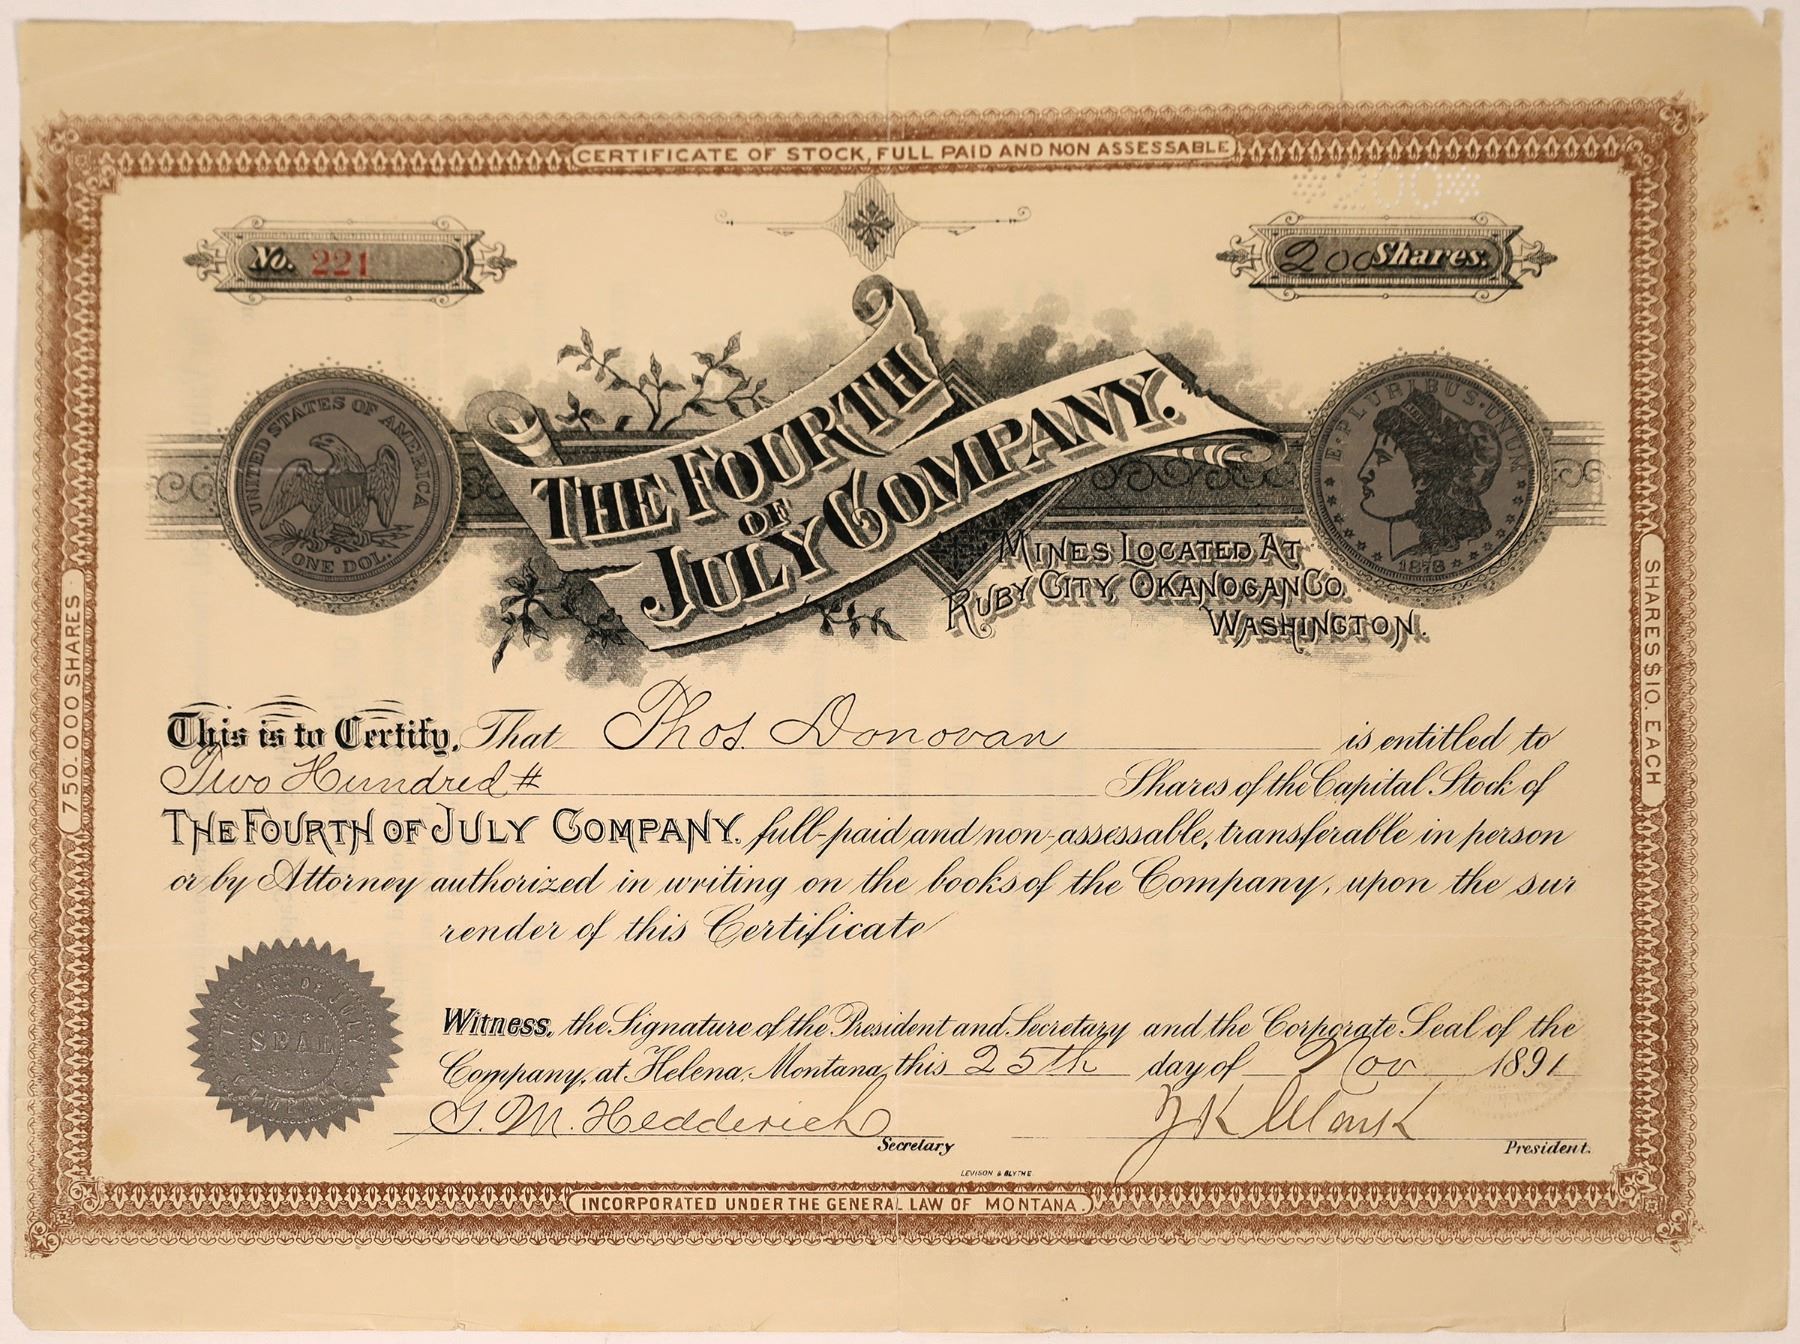 CERTIFICATE OF STOCK, FULL PAID AND NON ASSESSABLE
*200*
No. 221
200 Shares.
THE FOURTH
OF
JULY COMPANY.
UNITED STATES OF AMERICA
ONE DOL.
E·PLURIBUS·UNUM
1878
MINES LOCATED AT
RUBY CITY, OKANOGAN CO.
WASHINGTON.
750.000 SHARES
SHARES $10. EACH
This is to Certify, That Thos. Donovan is entitled to
Two Hundred # Shares of the Capital Stock of
THE FOURTH OF JULY COMPANY. full-paid and non-assessable, transferable in person
or by Attorney authorized in writing on the books of the Company, upon the sur
render of this Certificate
THE 4TH OF JULY
SEAL
COMPANY
Witness, the Signature of the President and Secretary and the Corporate Seal of the
Company, at Helena, Montana, this 25th day of Nov 1891
Hedderich
Secretary
President.
LEVISON & BLYTHE
INCORPORATED UNDER THE GENERAL LAW OF MONTANA.